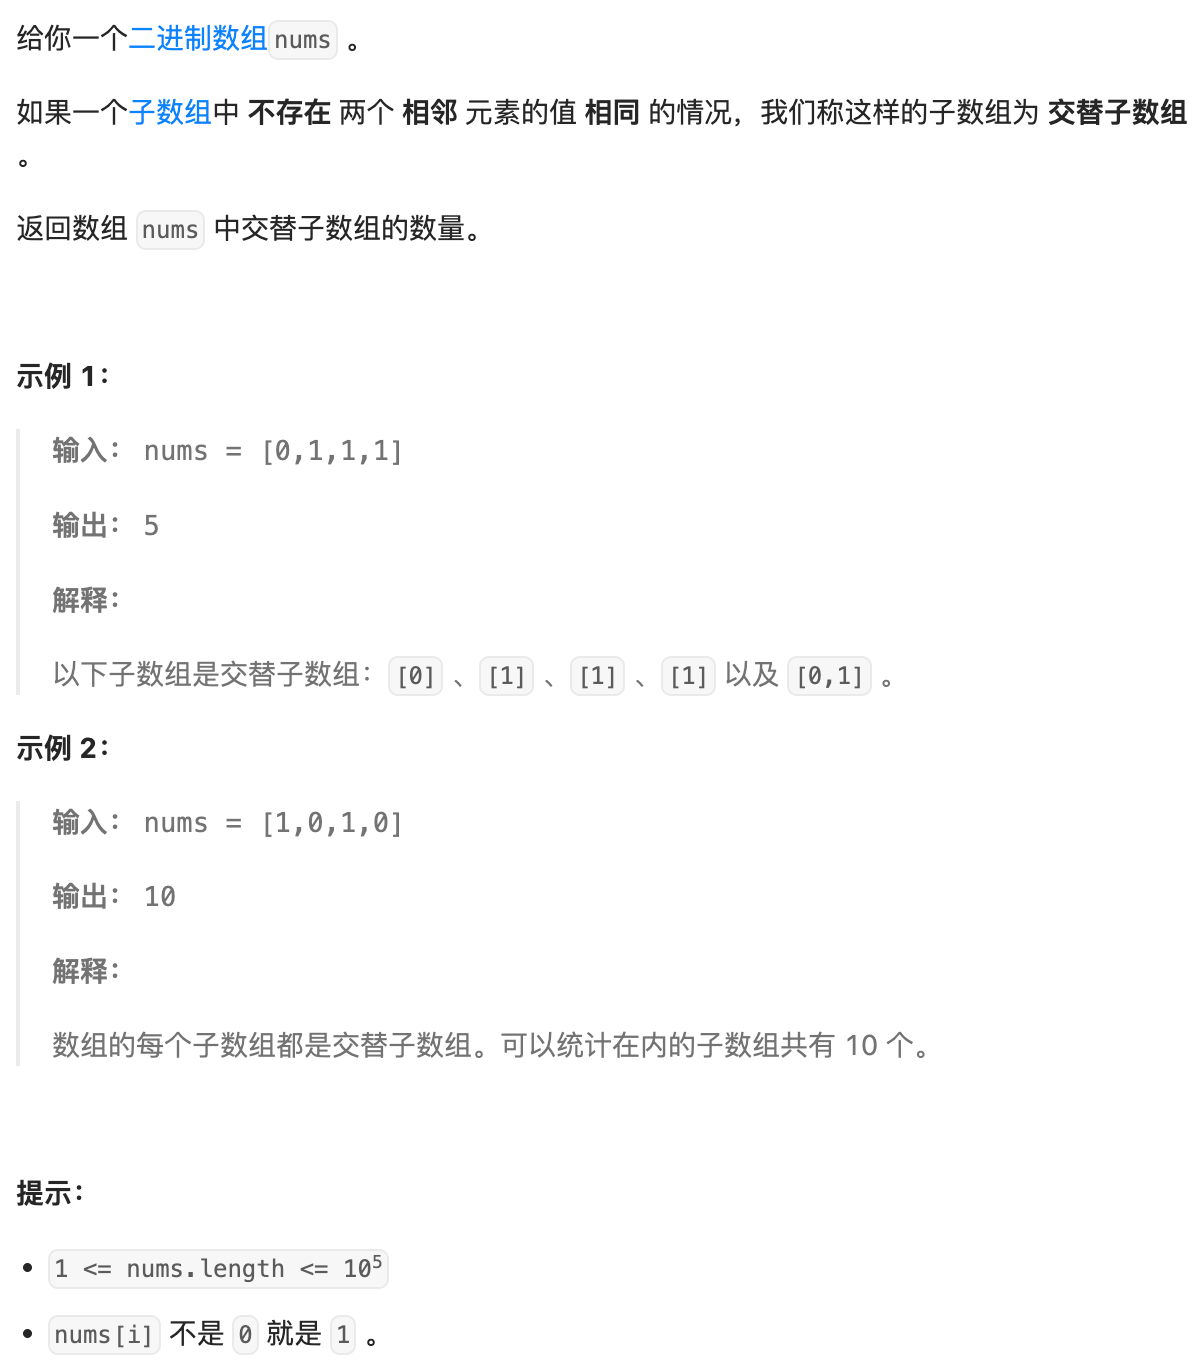 给你一个二进制数组 nums 。
如果一个子数组中 不存在 两个 相邻 元素的值 相同 的情况，我们称这样的子数组为 交替子数组
。
返回数组 nums 中交替子数组的数量。
示例 1：
输入： nums = [0,1,1,1]
输出： 5
解释：
以下子数组是交替子数组：[0] 、[1] 、[1] 、[1] 以及 [0,1] 。
示例 2：
输入： nums = [1,0,1,0]
输出： 10
解释：
数组的每个子数组都是交替子数组。可以统计在内的子数组共有 10 个。
提示：
• 1 <= nums.length <= 10⁵
• nums[i] 不是 0 就是 1 。